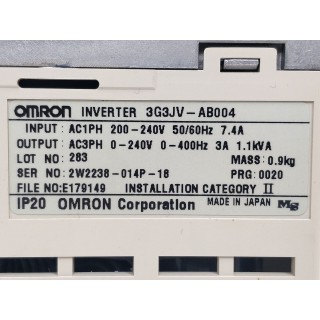 OMRON INVERTER 3G3JV-AB004
INPUT : AC1PH 200-240V 50/60Hz 7.4A
OUTPUT : AC3PH 0-240V 0-400Hz 3A 1.1kVA
LOT NO : 283 MASS: 0.9kg
SER NO : 2W2238-014P-18 PRG: 0020
FILE NO: E179149 INSTALLATION CATEGORY II
IP20 OMRON Corporation MADE IN JAPAN MS